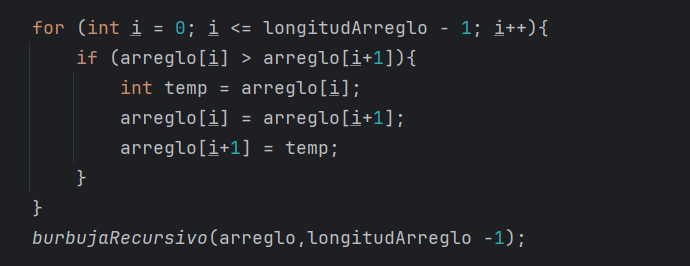 for (int i = 0; i <= longitudArreglo - 1; i++){
if (arreglo[i] > arreglo[i+1]){
int temp = arreglo[i];
arreglo[i] = arreglo[i+1];
arreglo[i+1] = temp;
}
}
burbujaRecursivo(arreglo,longitudArreglo -1);